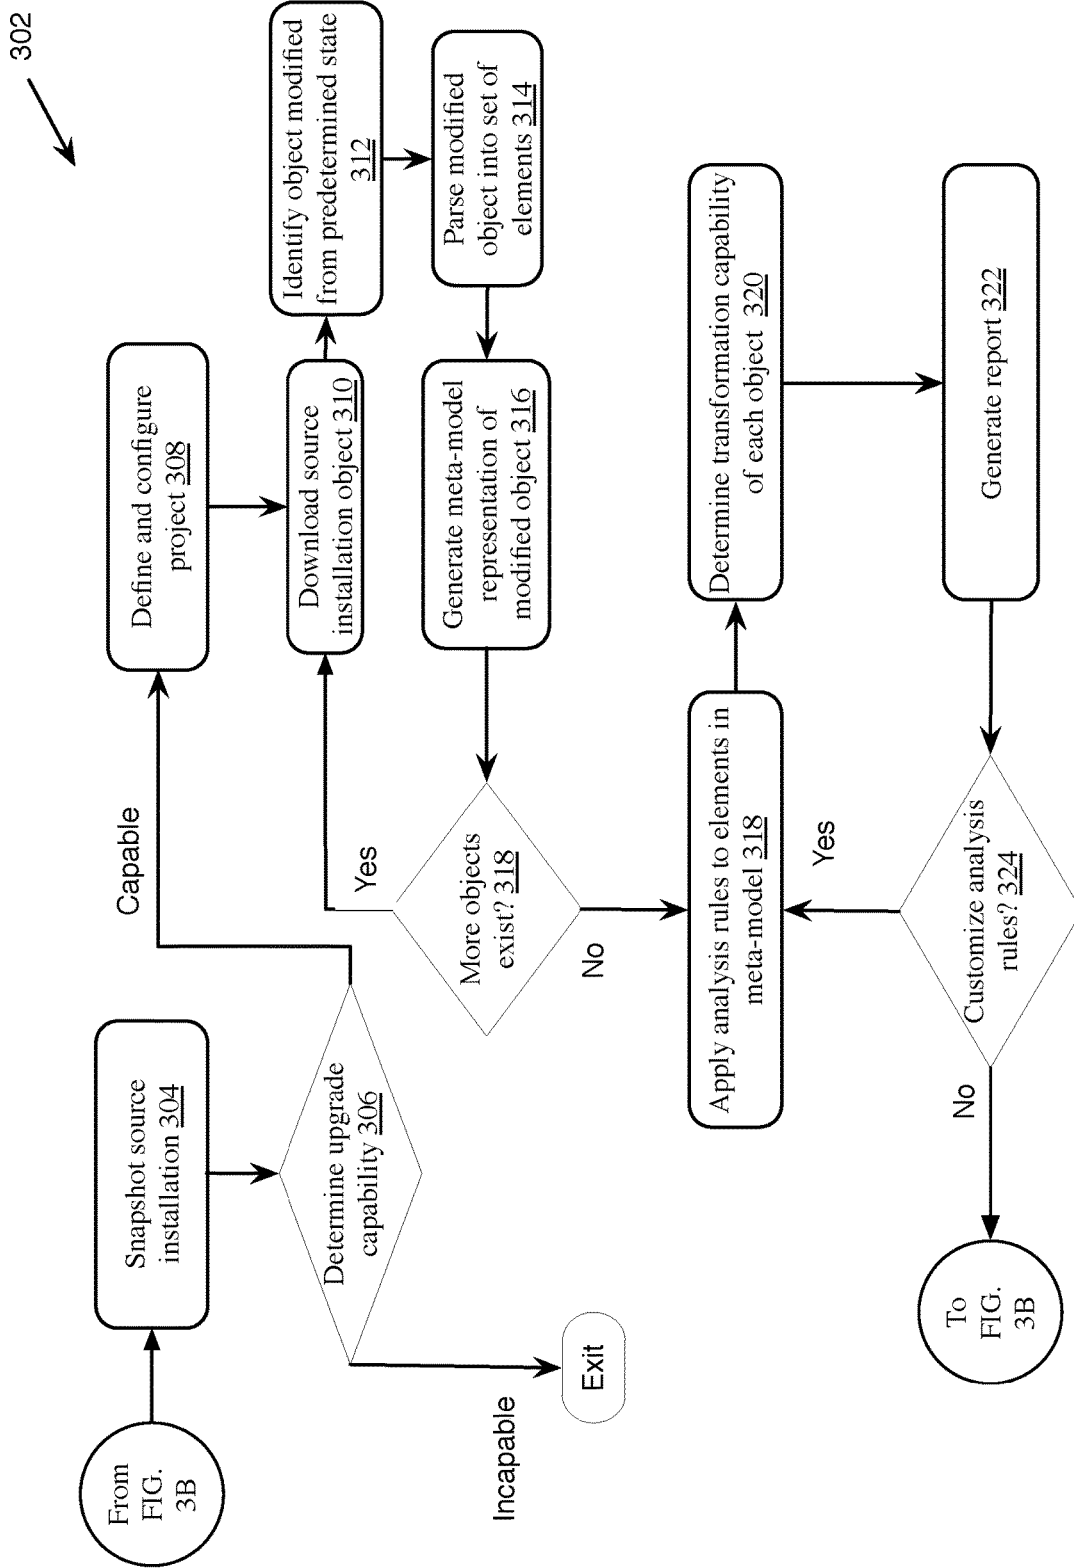 302
From
FIG.
3B
Snapshot source
installation 304
Determine upgrade
capability 306
Incapable
Exit
Capable
Define and configure
project 308
Download source
installation object 310
Identify object modified
from predetermined state
312
Parse modified
object into set of
elements 314
Generate meta-model
representation of
modified object 316
More objects
exist? 318
Yes
No
Apply analysis rules to elements in
meta-model 318
Determine transformation capability
of each object 320
Generate report 322
Customize analysis
rules? 324
Yes
No
To
FIG.
3B